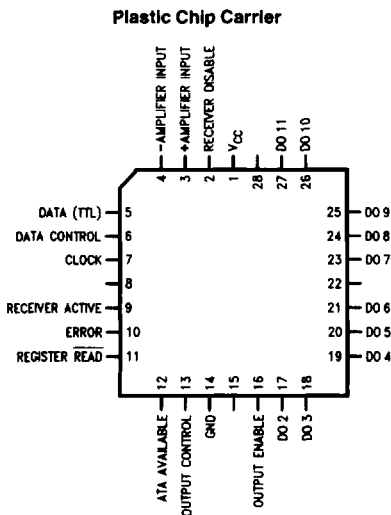 Plastic Chip Carrier
-AMPLIFIER INPUT
+AMPLIFIER INPUT
RECEIVER DISABLE
VCC
DO 11
DO 10
4 3 2 1 28 27 26
DATA (TTL) 5
DATA CONTROL 6
CLOCK 7
8
RECEIVER ACTIVE 9
ERROR 10
REGISTER READ 11
25 DO 9
24 DO 8
23 DO 7
22
21 DO 6
20 DO 5
19 DO 4
12 13 14 15 16 17 18
ATA AVAILABLE
OUTPUT CONTROL
GND
OUTPUT ENABLE
DO 2
DO 3